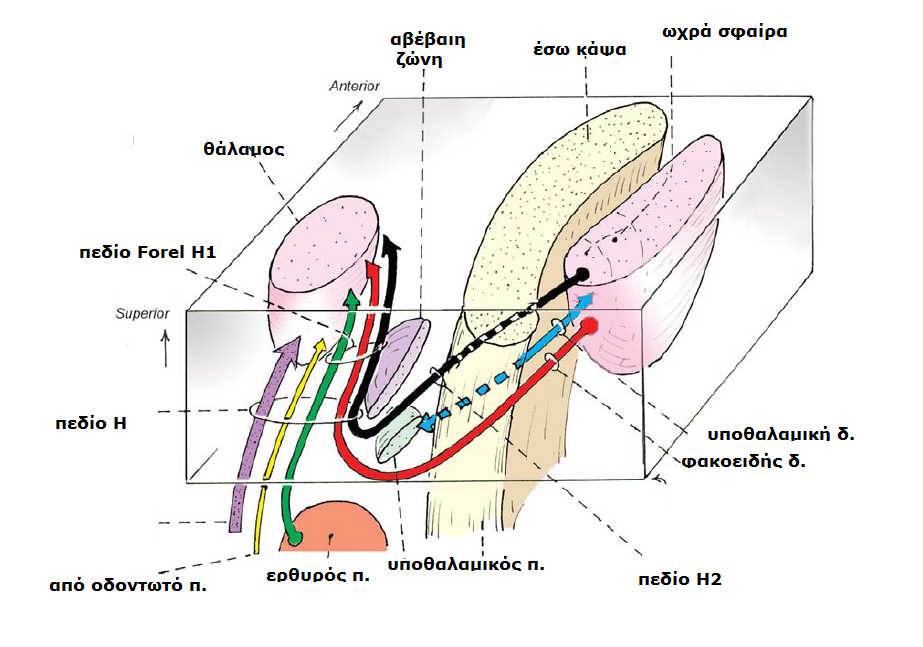 ωχρά σφαίρα
αβέβαιη
ζώνη
έσω κάψα
Anterior
θάλαμος
πεδίο Forel H1
Superior
πεδίο H
υποθαλαμική δ.
φακοειδής δ.
υποθαλαμικός π.
ερθυρός π.
πεδίο H2
από οδοντωτό π.